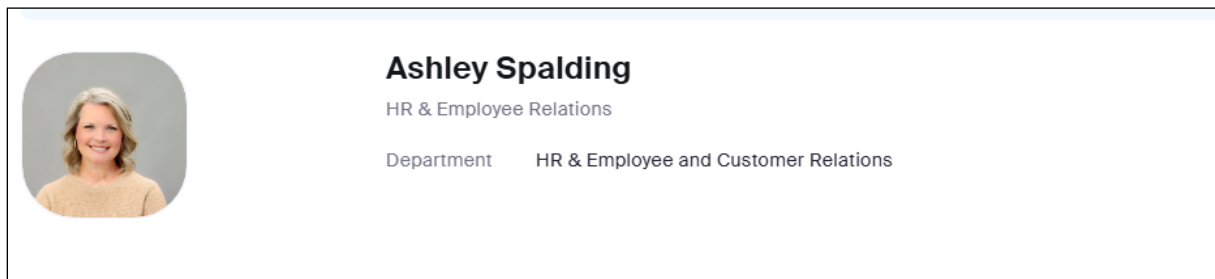 Ashley Spalding
HR & Employee Relations
Department HR & Employee and Customer Relations